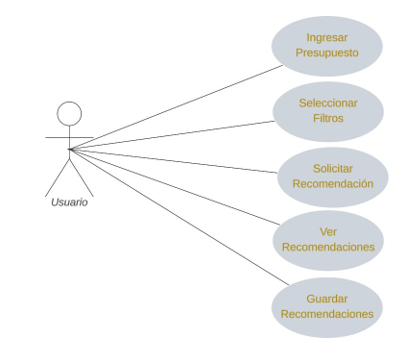 Ingresar
Presupuesto
Seleccionar
Filtros
Solicitar
Recomendación
Usuario
Ver
Recomendaciones
Guardar
Recomendaciones